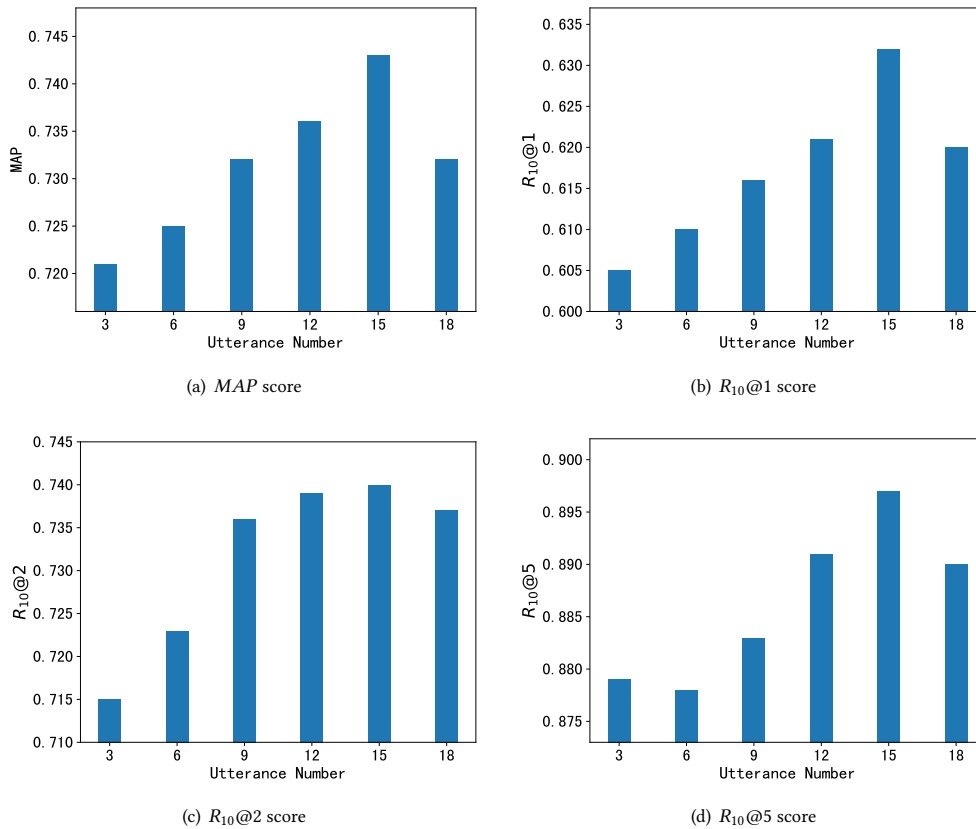 0.745
0.740
0.735
0.730
0.725
0.720
MAP
3 6 9 12 15 18
Utterance Number
(a) MAP score
0.635
0.630
0.625
0.620
0.615
0.610
0.605
0.600
R₁₀@1
3 6 9 12 15 18
Utterance Number
(b) R₁₀@1 score
0.745
0.740
0.735
0.730
0.725
0.720
0.715
0.710
R₁₀@2
3 6 9 12 15 18
Utterance Number
(c) R₁₀@2 score
0.900
0.895
0.890
0.885
0.880
0.875
R₁₀@5
3 6 9 12 15 18
Utterance Number
(d) R₁₀@5 score